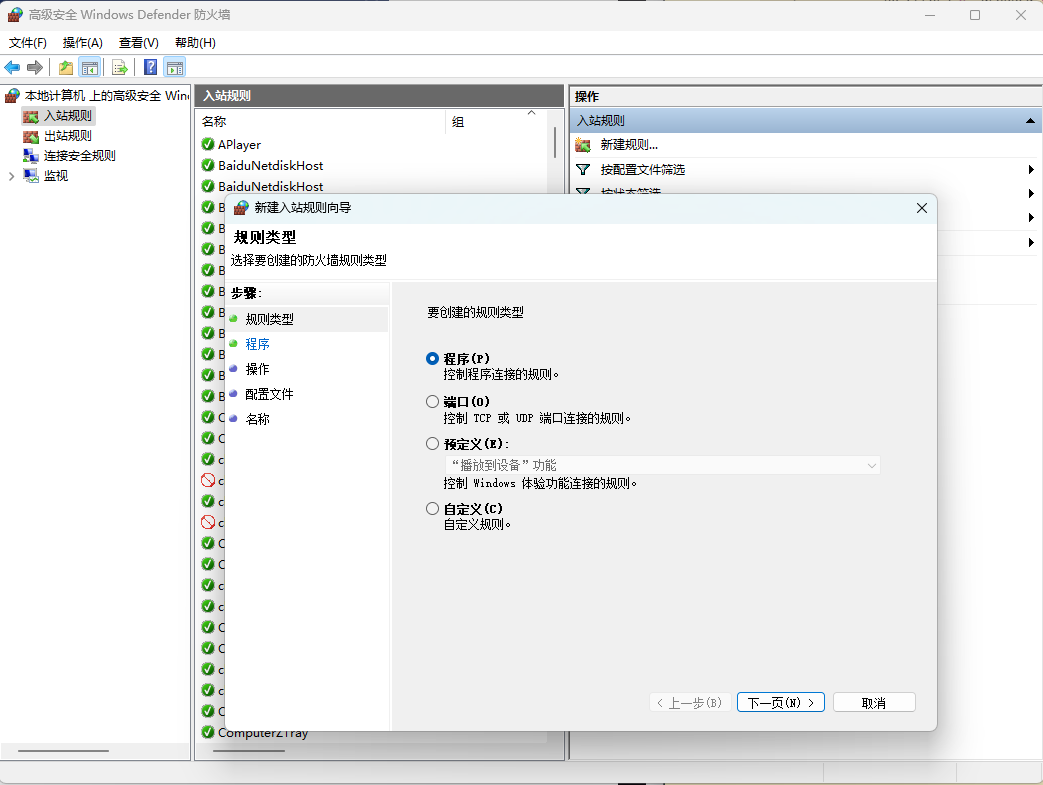 高级安全 Windows Defender 防火墙
文件(F) 操作(A) 查看(V) 帮助(H)
本地计算机 上的高级安全 Wind
入站规则
出站规则
连接安全规则
监视
入站规则
名称 组
APlayer
BaiduNetdiskHost
BaiduNetdiskHost
ComputerZTray
操作
入站规则
新建规则...
按配置文件筛选
按状态筛选
新建入站规则向导
规则类型
选择要创建的防火墙规则类型
步骤:
规则类型
程序
操作
配置文件
名称
要创建的规则类型
程序(P)
控制程序连接的规则。
端口(O)
控制 TCP 或 UDP 端口连接的规则。
预定义(E):
“播放到设备”功能
控制 Windows 体验功能连接的规则。
自定义(C)
自定义规则。
< 上一步(B) 下一页(N) > 取消